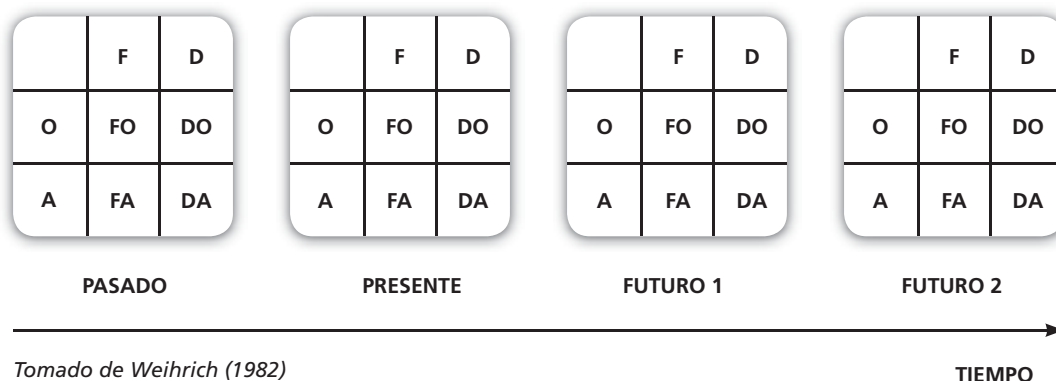 F D F D F D F D
O FO DO O FO DO O FO DO O FO DO
A FA DA A FA DA A FA DA A FA DA
PASADO PRESENTE FUTURO 1 FUTURO 2
Tomado de Weihrich (1982)
TIEMPO